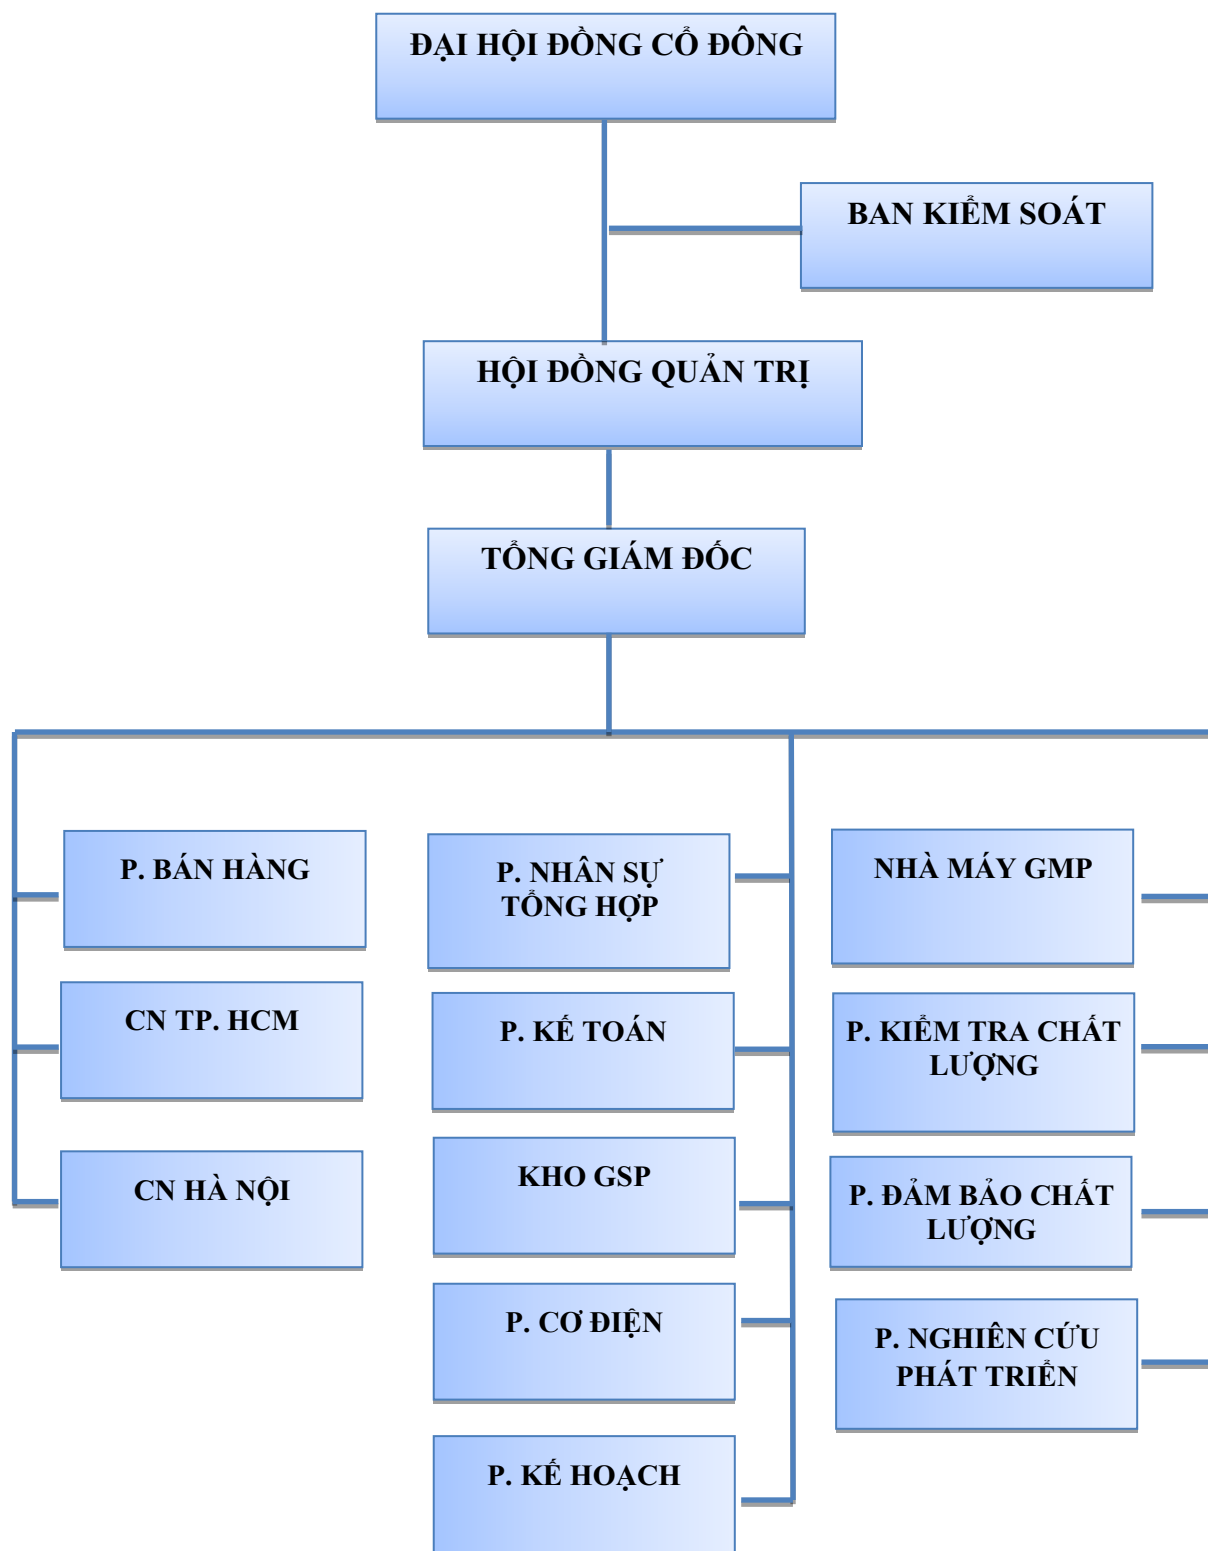 ĐẠI HỘI ĐỒNG CỔ ĐÔNG
BAN KIỂM SOÁT
HỘI ĐỒNG QUẢN TRỊ
TỔNG GIÁM ĐỐC
P. BÁN HÀNG
CN TP. HCM
CN HÀ NỘI
P. NHÂN SỰ
TỔNG HỢP
P. KẾ TOÁN
KHO GSP
P. CƠ ĐIỆN
P. KẾ HOẠCH
NHÀ MÁY GMP
P. KIỂM TRA CHẤT
LƯỢNG
P. ĐẢM BẢO CHẤT
LƯỢNG
P. NGHIÊN CỨU
PHÁT TRIỂN